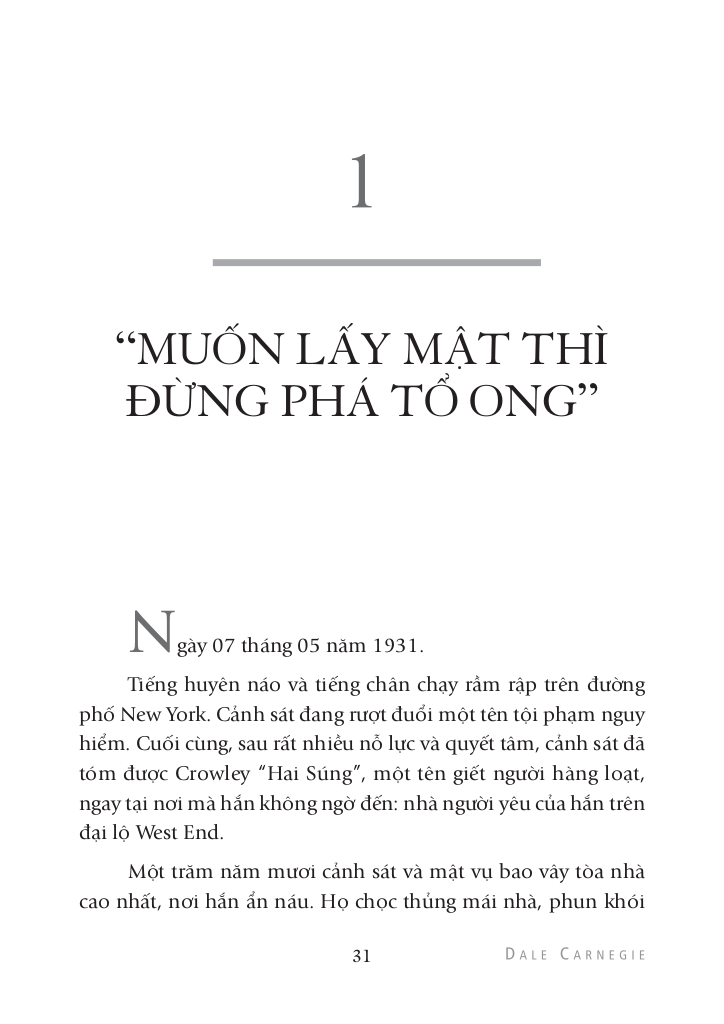 1
“MUỐN LẤY MẬT THÌ
ĐỪNG PHÁ TỔ ONG”
Ngày 07 tháng 05 năm 1931.
Tiếng huyên náo và tiếng chân chạy rầm rập trên đường
phố New York. Cảnh sát đang rượt đuổi một tên tội phạm nguy
hiểm. Cuối cùng, sau rất nhiều nỗ lực và quyết tâm, cảnh sát đã
tóm được Crowley “Hai Súng”, một tên giết người hàng loạt,
ngay tại nơi mà hắn không ngờ đến: nhà người yêu của hắn trên
đại lộ West End.
Một trăm năm mươi cảnh sát và mật vụ bao vây tòa nhà
cao nhất, nơi hắn ẩn náu. Họ chọc thủng mái nhà, phun khói
31
DALE CARNEGIE